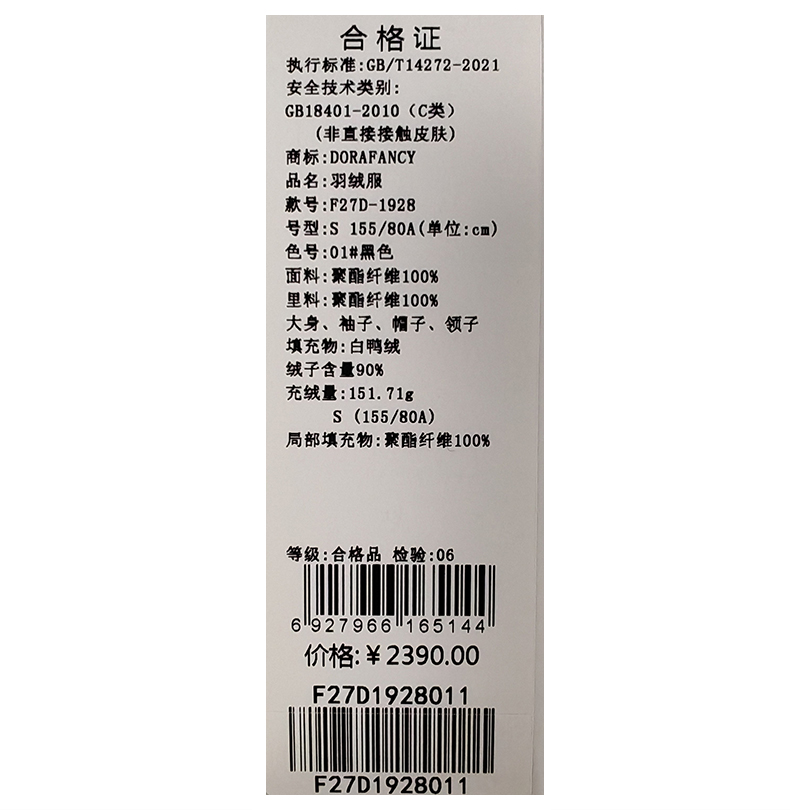 合格证
执行标准:GB/T14272-2021
安全技术类别:
GB18401-2010（C类）
(非直接接触皮肤)
商标:DORAFANCY
品名:羽绒服
款号:F27D-1928
号型:S 155/80A(单位:cm)
色号:01#黑色
面料:聚酯纤维100%
里料:聚酯纤维100%
大身、袖子、帽子、领子
填充物:白鸭绒
绒子含量90%
充绒量:151.71g
S (155/80A)
局部填充物:聚酯纤维100%
等级:合格品 检验:06
6 927966 165144
价格:￥2390.00
F27D1928011
F27D1928011